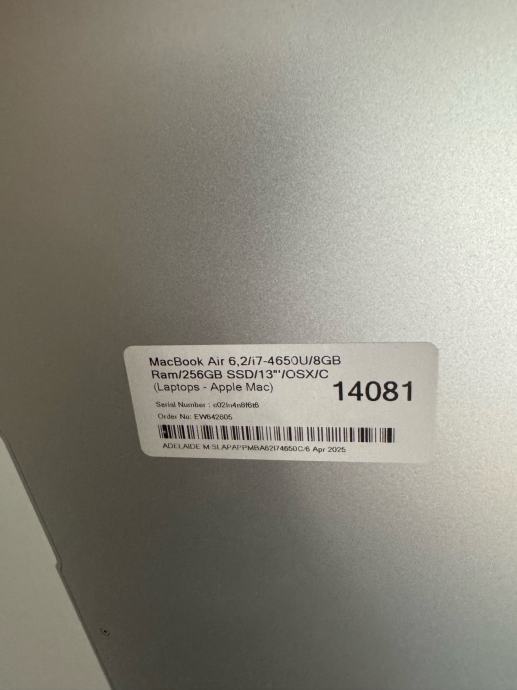 MacBook Air 6,2/i7-4650U/8GB
Ram/256GB SSD/13"'/OSX/C
(Laptops - Apple Mac)
14081
Serial Number : c02ln4n8f6t6
Order No: EW642605
ADELAIDE M SLAPAPPMBA62I74650C/6 Apr 2025